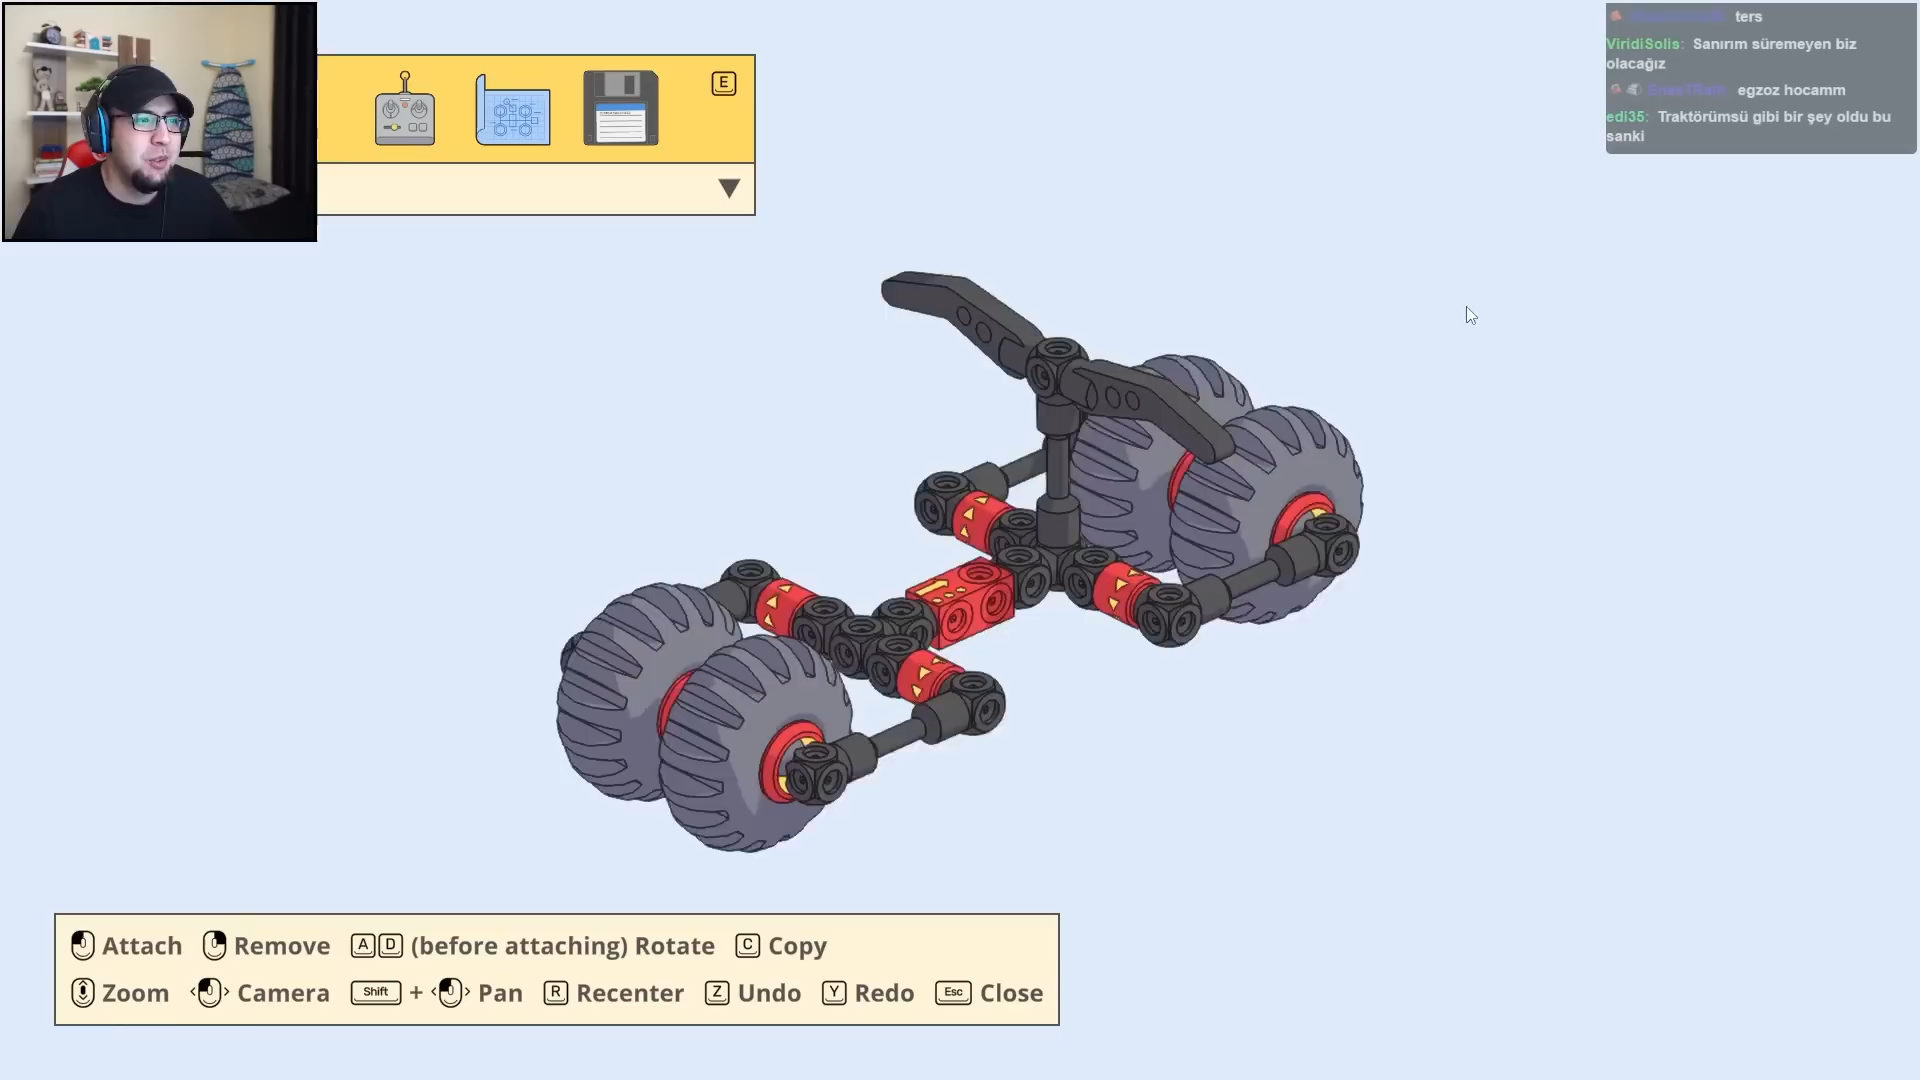 ters
ViridiSolis: Sanırım süremeyen biz
olacağız
egzoz hocamm
edi35: Traktörümsü gibi bir şey oldu bu
sanki
E
Attach Remove A D (before attaching) Rotate C Copy
Zoom Camera Shift + Pan R Recenter Z Undo Y Redo Esc Close